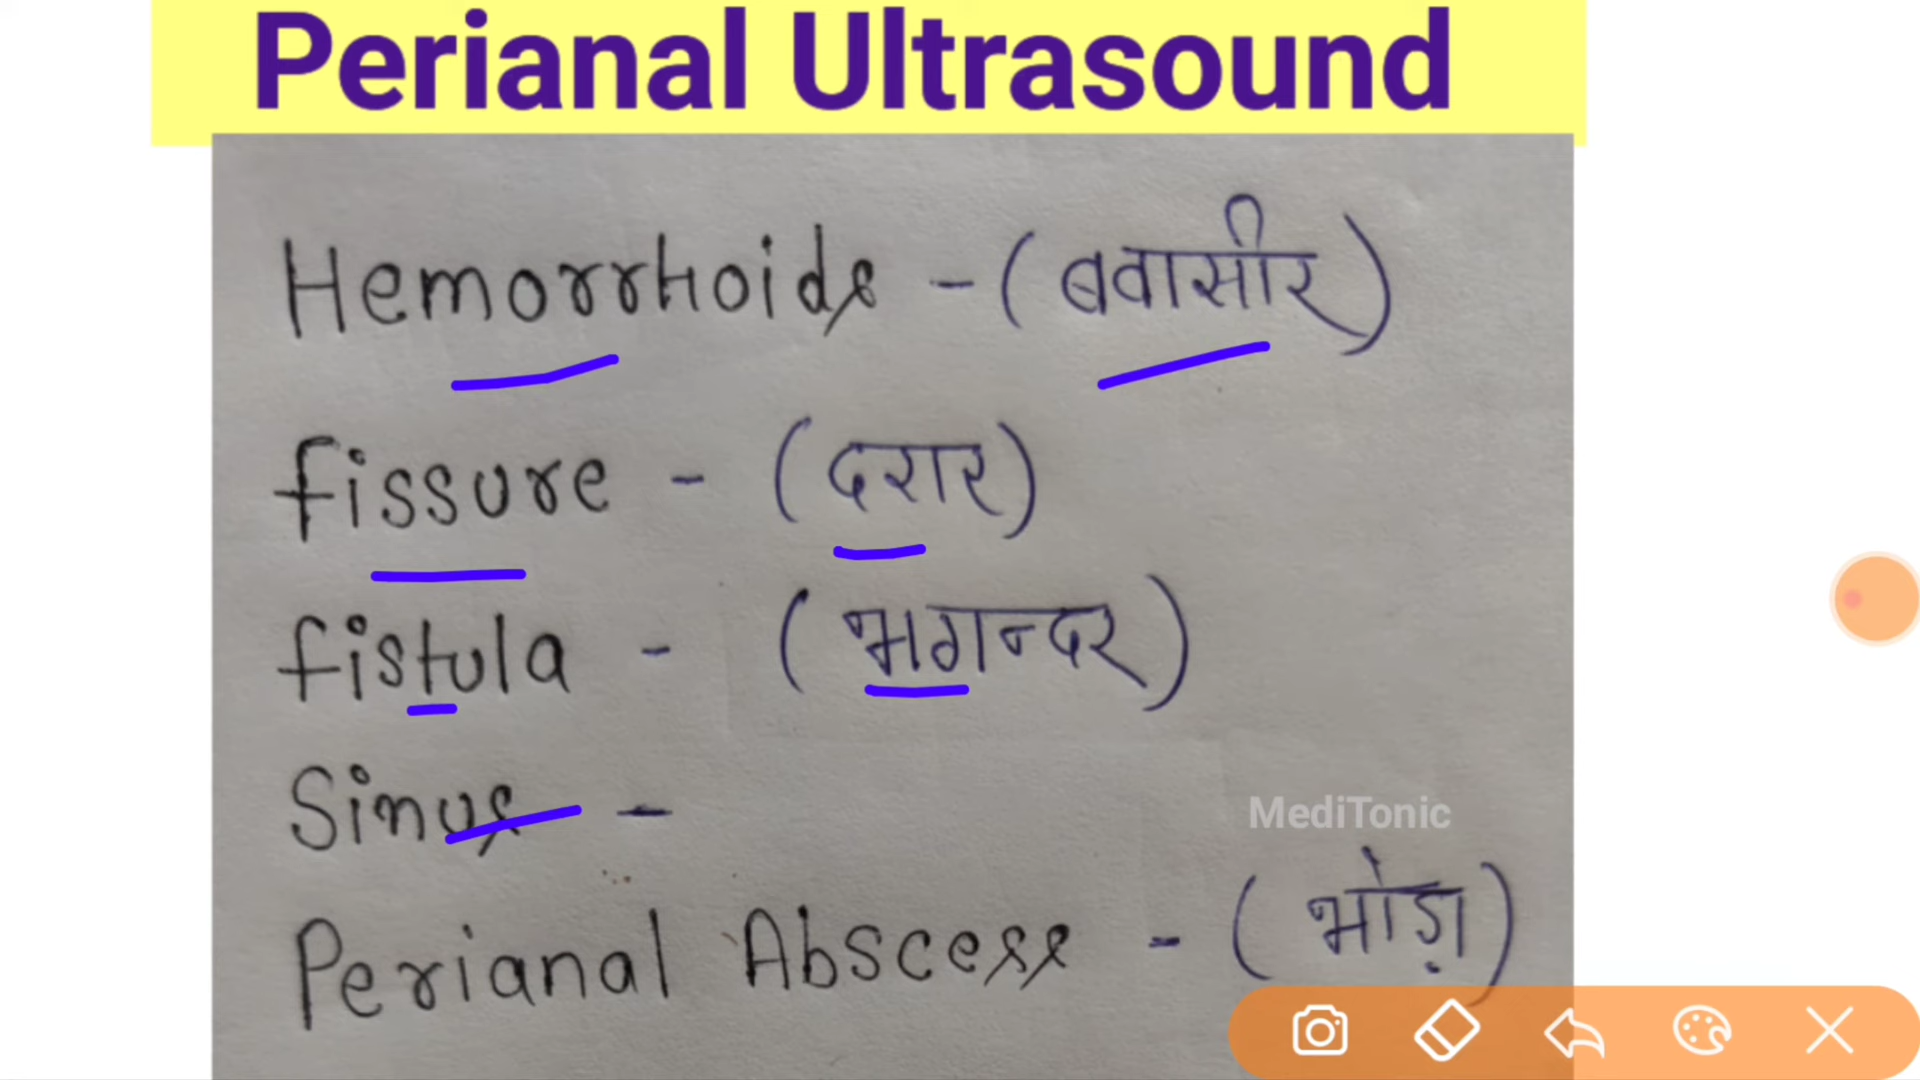 Perianal Ultrasound
Hemorrhoids - (बवासीर)
fissure - (दरार)
fistula - (भगन्दर)
Sinus -
MediTonic
Perianal Abscess - (भोड़ा)